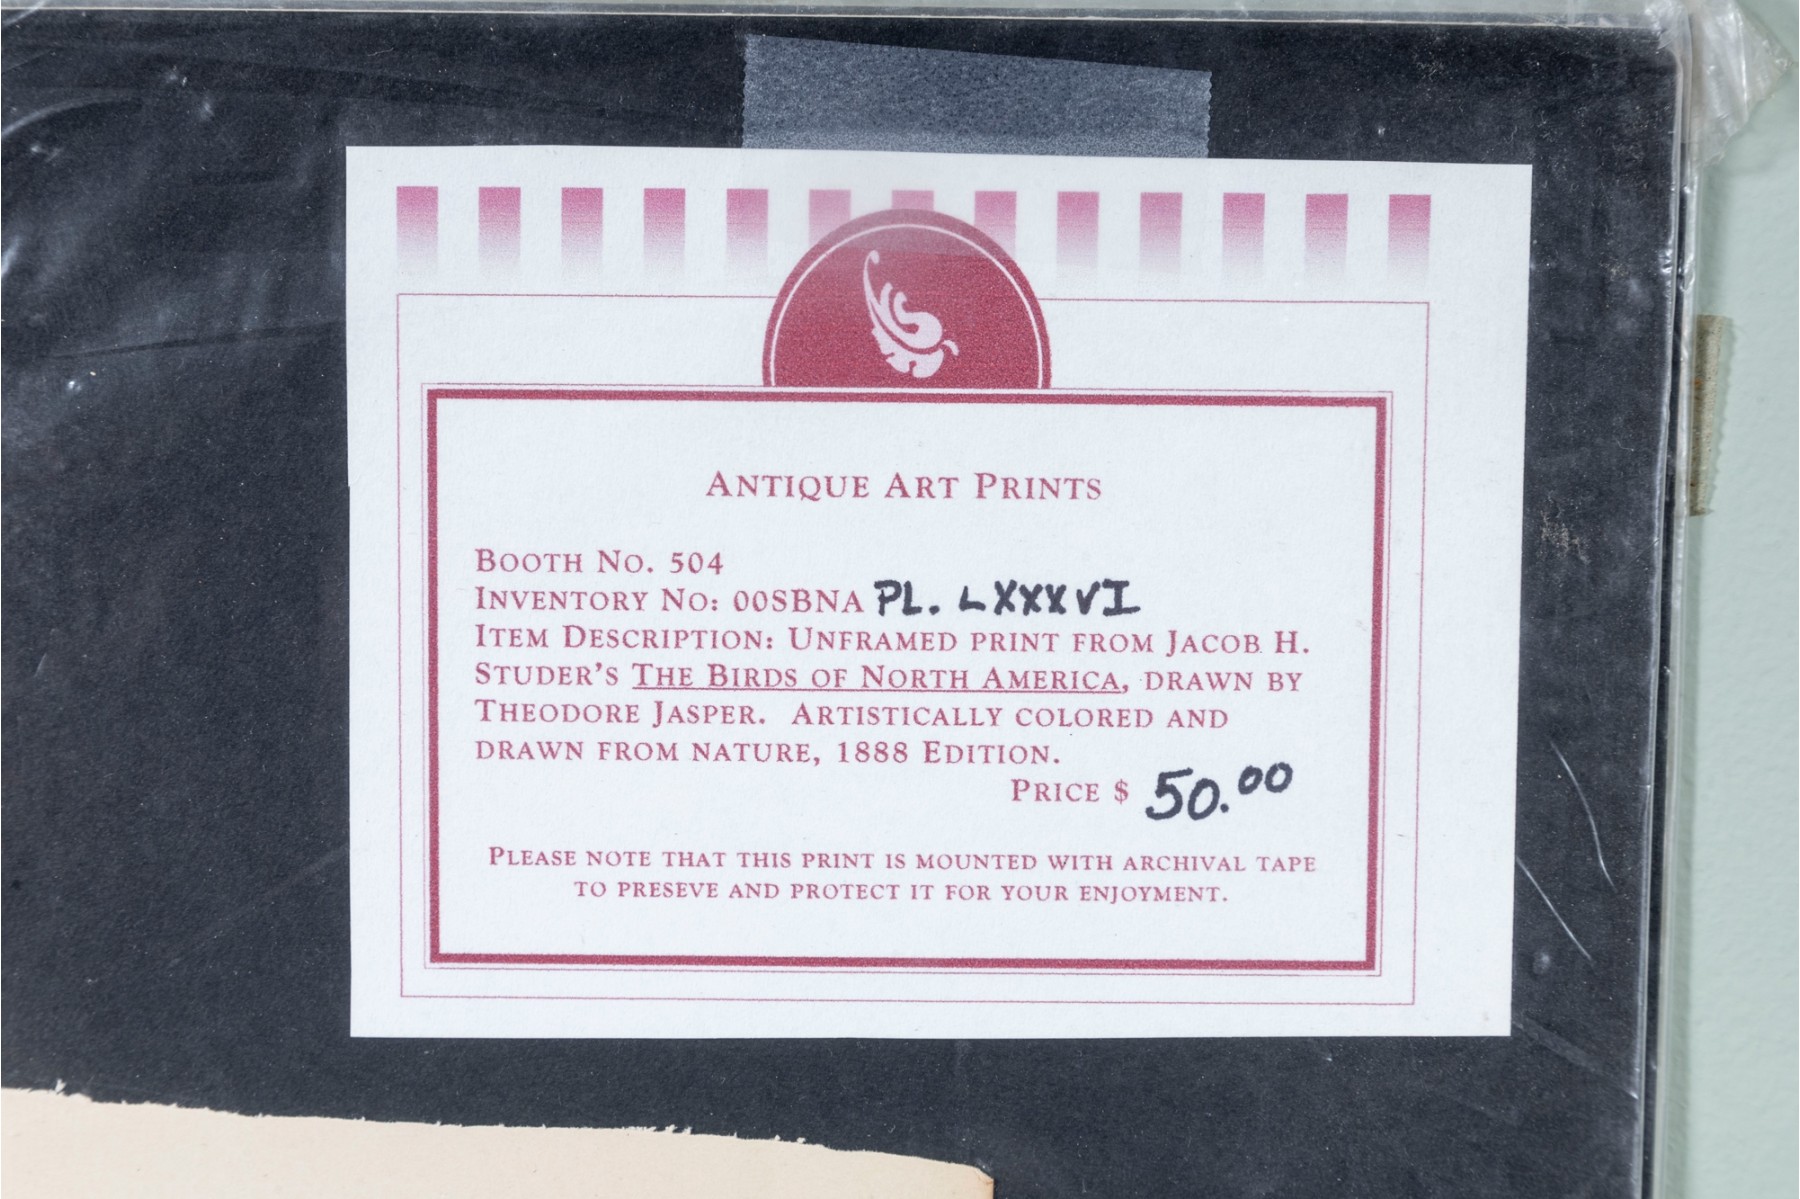 ANTIQUE ART PRINTS
BOOTH NO. 504
INVENTORY NO: 00SBNA PL. LXXXVI
ITEM DESCRIPTION: UNFRAMED PRINT FROM JACOB H.
STUDER'S THE BIRDS OF NORTH AMERICA, DRAWN BY
THEODORE JASPER. ARTISTICALLY COLORED AND
DRAWN FROM NATURE, 1888 EDITION.
PRICE $ 50.00
PLEASE NOTE THAT THIS PRINT IS MOUNTED WITH ARCHIVAL TAPE
TO PRESEVE AND PROTECT IT FOR YOUR ENJOYMENT.